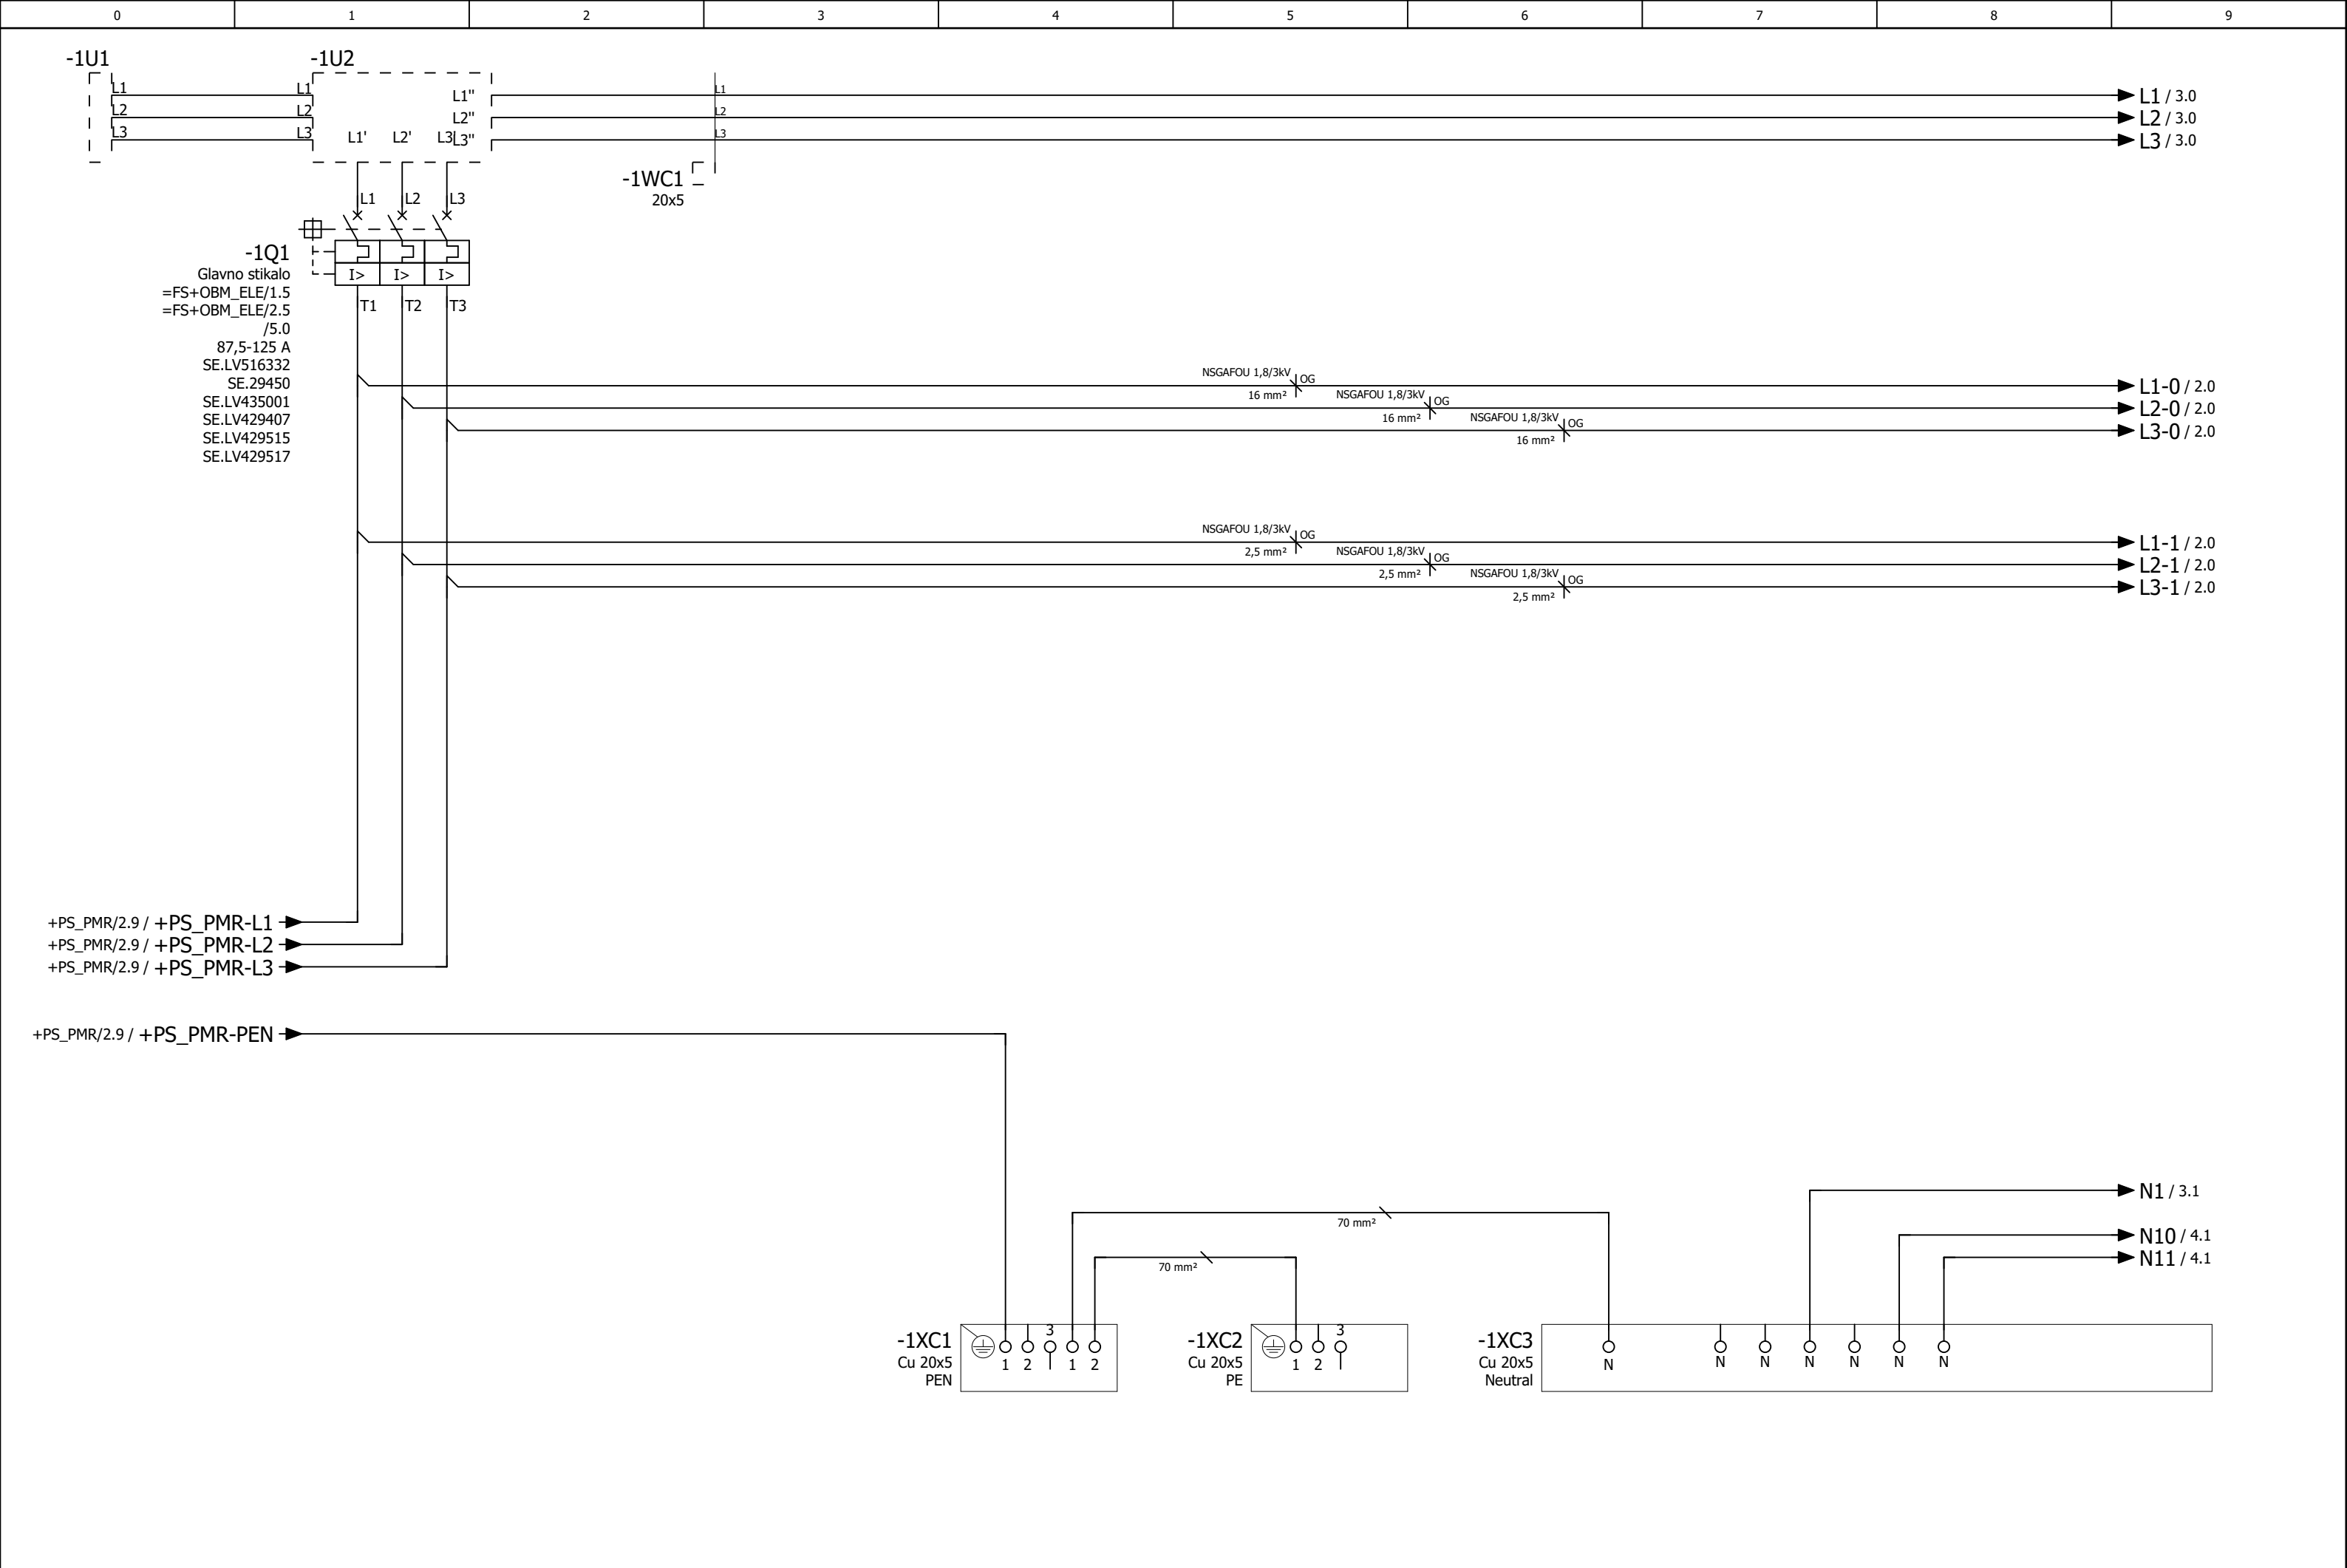 0 1 2 3 4 5 6 7 8 9
-1U1 -1U2
L1 L1 L1" L1 L1 / 3.0
L2 L2 L2" L2 L2 / 3.0
L3 L3 L1' L2' L3 L3" L3 L3 / 3.0
-1WC1
20x5
L1 L2 L3
-1Q1
Glavno stikalo
=FS+OBM_ELE/1.5
=FS+OBM_ELE/2.5
/5.0
87,5-125 A
SE.LV516332
SE.29450
SE.LV435001
SE.LV429407
SE.LV429515
SE.LV429517
I> I> I>
T1 T2 T3
NSGAFOU 1,8/3kV OG
16 mm²
L1-0 / 2.0
NSGAFOU 1,8/3kV OG
16 mm²
L2-0 / 2.0
NSGAFOU 1,8/3kV OG
16 mm²
L3-0 / 2.0
NSGAFOU 1,8/3kV OG
2,5 mm²
L1-1 / 2.0
NSGAFOU 1,8/3kV OG
2,5 mm²
L2-1 / 2.0
NSGAFOU 1,8/3kV OG
2,5 mm²
L3-1 / 2.0
+PS_PMR/2.9 / +PS_PMR-L1
+PS_PMR/2.9 / +PS_PMR-L2
+PS_PMR/2.9 / +PS_PMR-L3
+PS_PMR/2.9 / +PS_PMR-PEN
N1 / 3.1
70 mm²
N10 / 4.1
70 mm²
N11 / 4.1
-1XC1
Cu 20x5
PEN
3
1 2 1 2
-1XC2
Cu 20x5
PE
3
1 2
-1XC3
Cu 20x5
Neutral
N N N N N N N